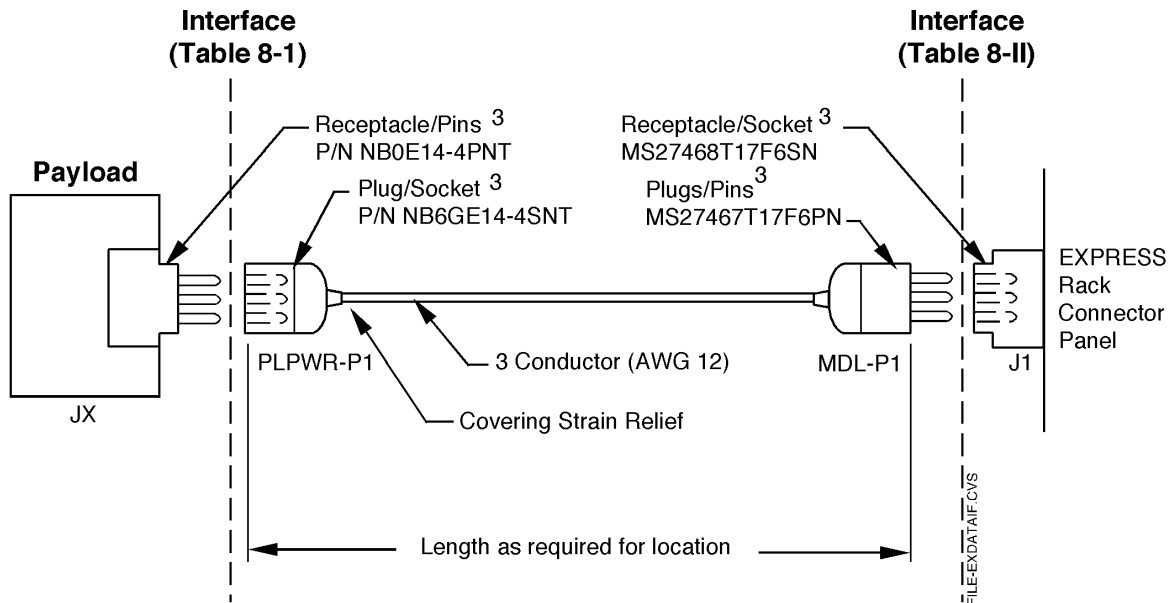 Interface
(Table 8-1)
Interface
(Table 8-II)
Receptacle/Pins 3
P/N NB0E14-4PNT
Receptacle/Socket 3
MS27468T17F6SN
Payload
Plug/Socket 3
P/N NB6GE14-4SNT
Plugs/Pins 3
MS27467T17F6PN
EXPRESS
Rack
Connector
Panel
PLPWR-P1
3 Conductor (AWG 12)
MDL-P1
J1
JX
Covering Strain Relief
Length as required for location
FILE-EXDATAIF.CVS